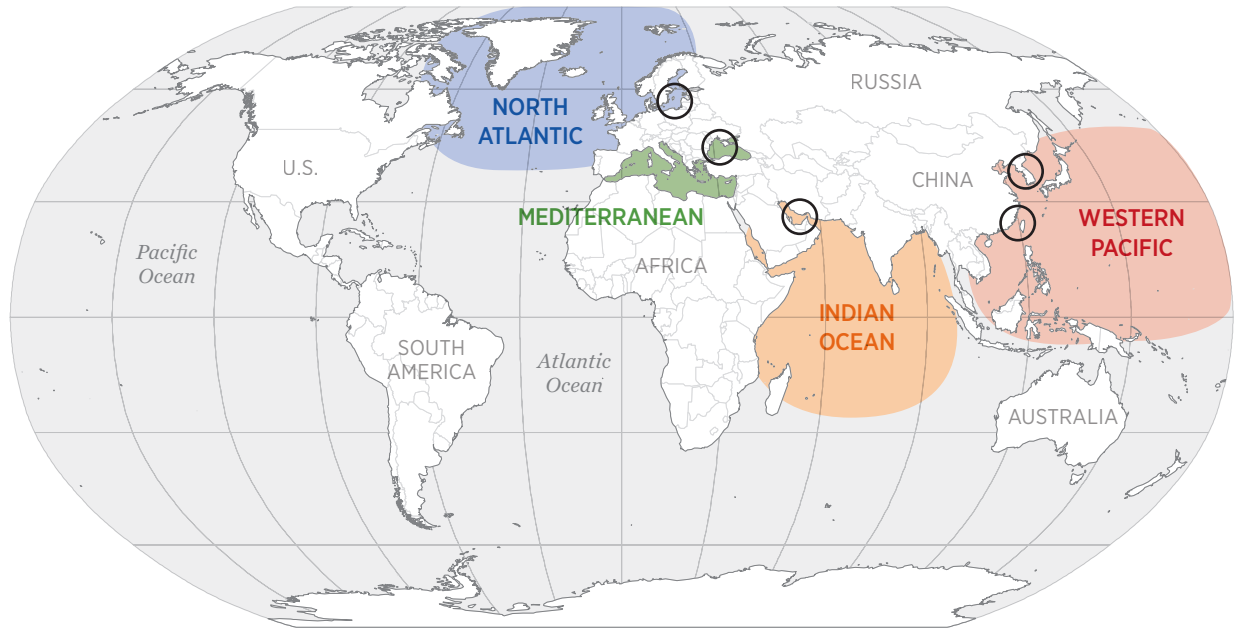 RUSSIA
NORTH
ATLANTIC
U.S.
CHINA
MEDITERRANEAN
WESTERN
PACIFIC
Pacific
Ocean
AFRICA
INDIAN
OCEAN
SOUTH
AMERICA
Atlantic
Ocean
AUSTRALIA